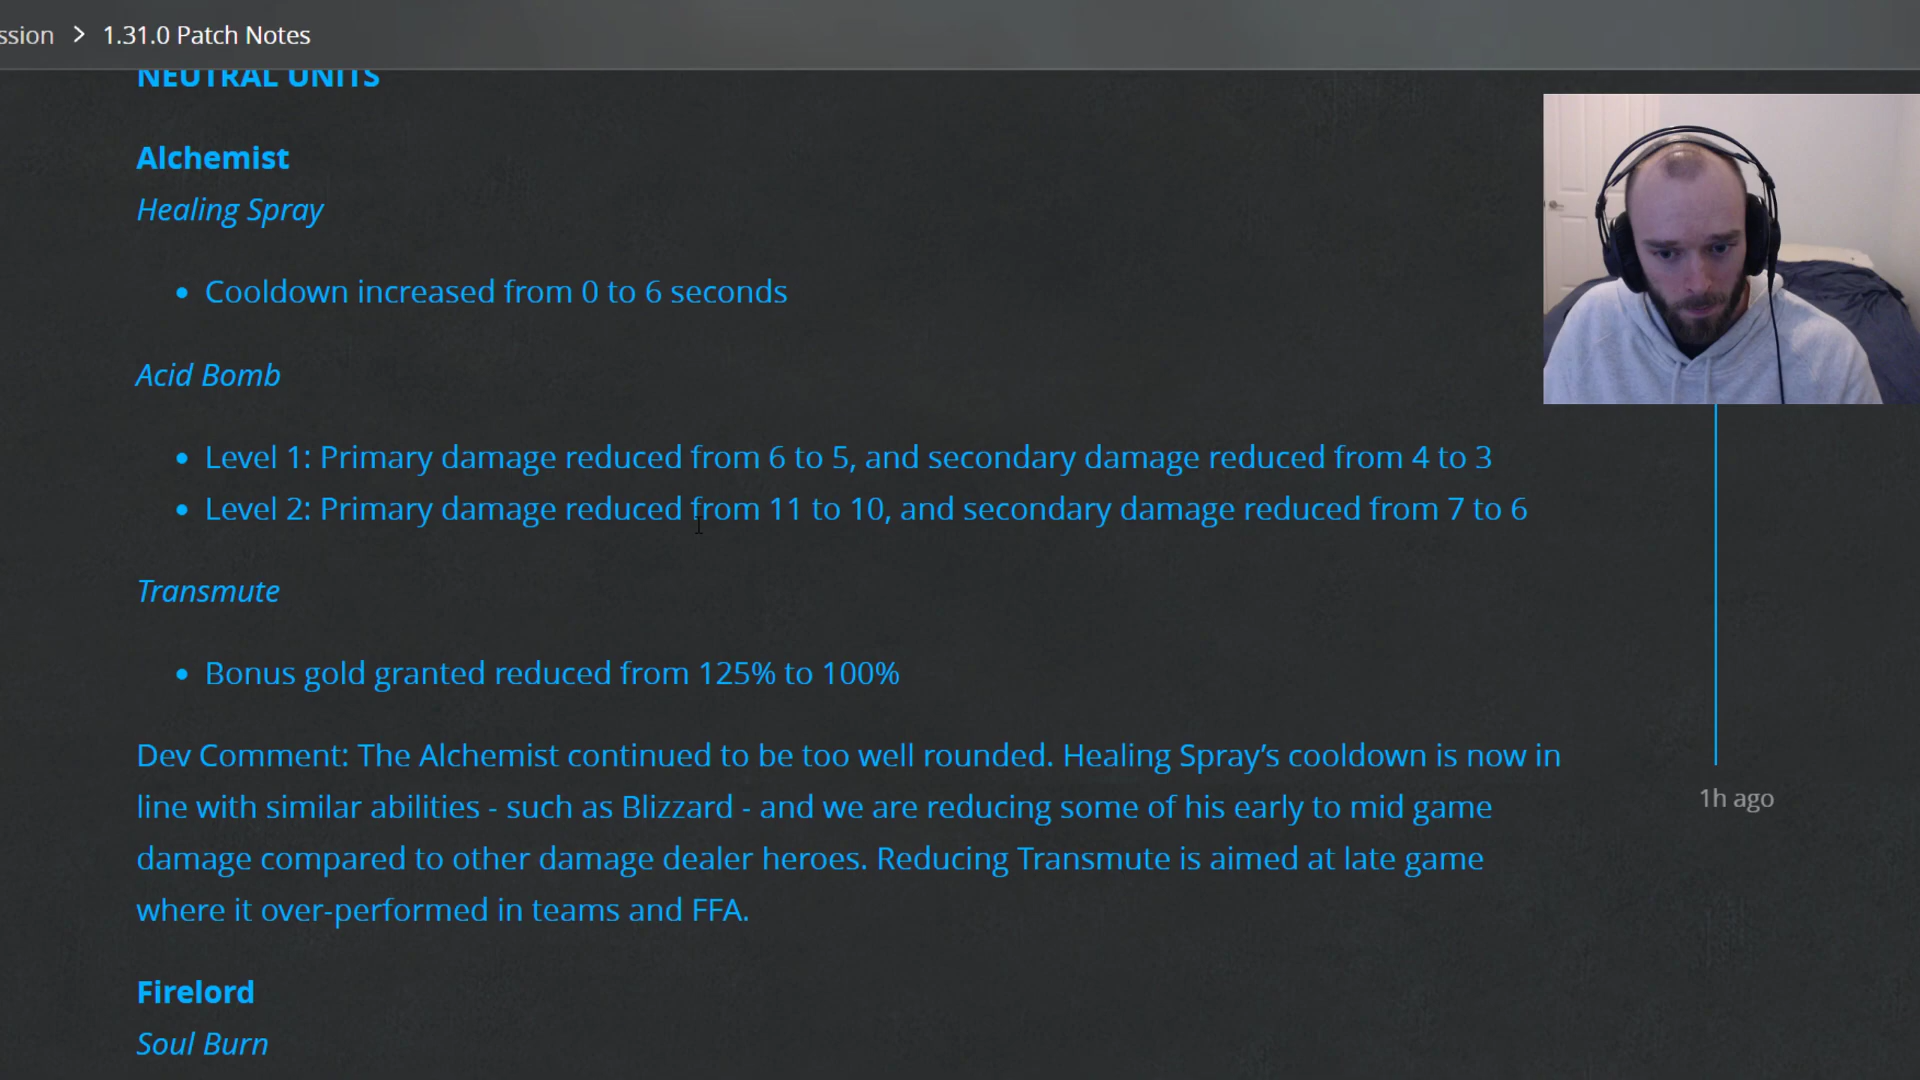 ssion > 1.31.0 Patch Notes
NEUTRAL UNITS
Alchemist
Healing Spray
• Cooldown increased from 0 to 6 seconds
Acid Bomb
• Level 1: Primary damage reduced from 6 to 5, and secondary damage reduced from 4 to 3
• Level 2: Primary damage reduced from 11 to 10, and secondary damage reduced from 7 to 6
Transmute
• Bonus gold granted reduced from 125% to 100%
Dev Comment: The Alchemist continued to be too well rounded. Healing Spray’s cooldown is now in
line with similar abilities - such as Blizzard - and we are reducing some of his early to mid game
damage compared to other damage dealer heroes. Reducing Transmute is aimed at late game
where it over-performed in teams and FFA.
1h ago
Firelord
Soul Burn